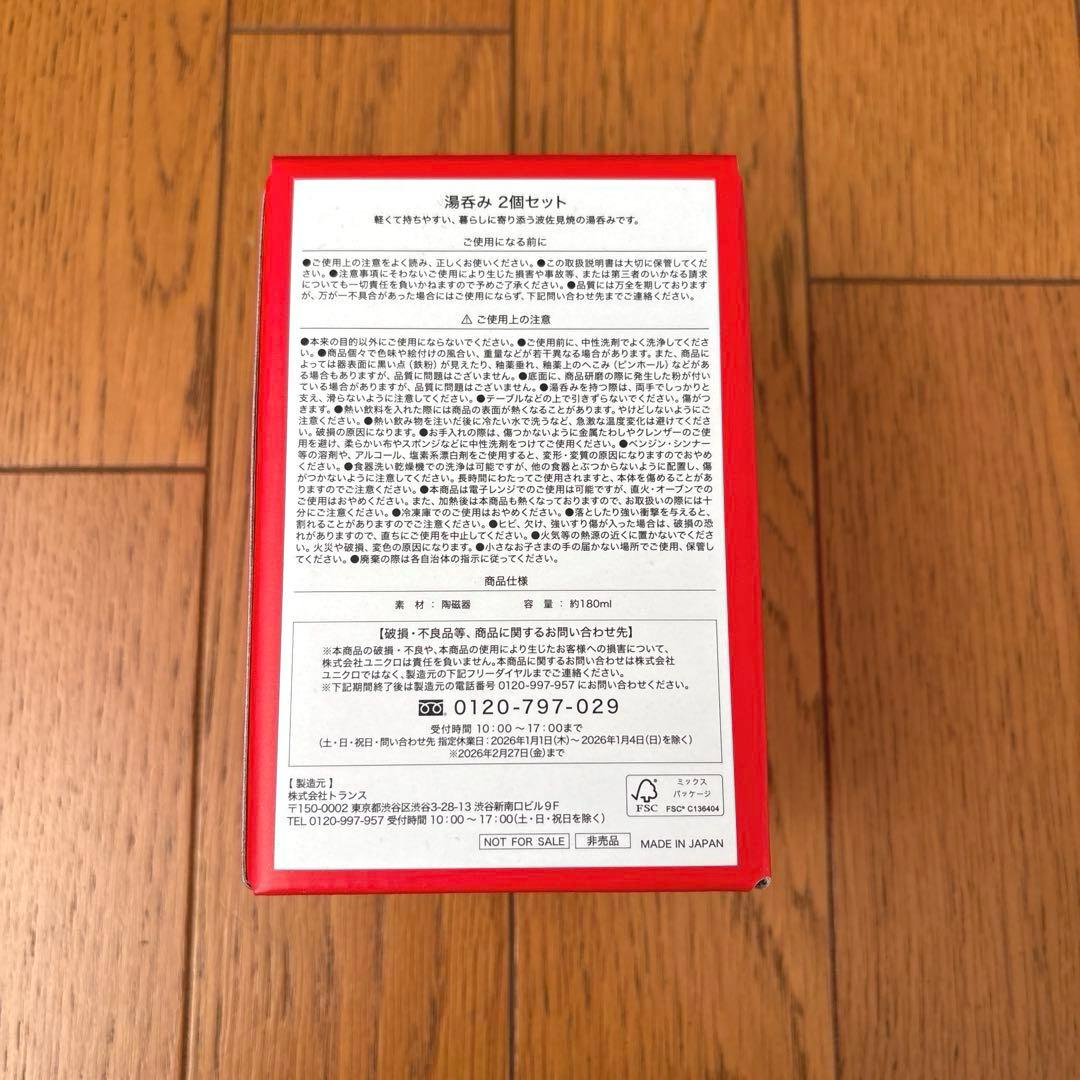 湯呑み 2個セット
軽くて持ちやすい、暮らしに寄り添う波佐見焼の湯呑みです。
ご使用になる前に
●ご使用上の注意をよく読み、正しくお使いください。●この取扱説明書は大切に保管してくだ
さい。●注意事項にそわないご使用により生じた損害や事故等、または第三者のいかなる請求
についても一切責任を負いかねますので予めご了承ください。●品質には万全を期しております
が、万が一不具合があった場合にはご使用にならず、下記問い合わせ先までご連絡ください。
⚠ ご使用上の注意
●本来の目的以外にご使用にならないでください。●ご使用前に、中性洗剤でよく洗浄してくださ
い。●商品個々で色味や絵付けの風合い、重量などが若干異なる場合があります。また、商品に
よっては器表面に黒い点（鉄粉）が見えたり、釉薬垂れ、釉薬上のへこみ（ピンホール）などがあ
る場合もありますが、品質に問題はございません。●底面に、商品研磨の際に発生した粉が付い
ている場合がありますが、品質に問題はございません。●湯呑みを持つ際は、両手でしっかりと
支え、滑らないように注意してください。●テーブルなどの上で引きずらないでください。傷がつ
きます。●熱い飲料を入れた際には商品の表面が熱くなることがあります。やけどしないようにご
注意ください。●熱い飲み物を注いだ後に冷たい水で洗うなど、急激な温度変化は避けてくださ
い。破損の原因になります。●お手入れの際は、傷つかないように金属たわしやクレンザーのご使
用を避け、柔らかい布やスポンジなどに中性洗剤をつけてご使用ください。●ベンジン・シンナー
等の溶剤や、アルコール、塩素系漂白剤をご使用すると、変形・変質の原因になりますのでおやめ
ください。●食器洗い乾燥機での洗浄は可能ですが、他の食器とぶつからないように配置し、傷
がつかないように注意してください。長時間にわたってご使用されますと、本体を傷めることがあ
りますのでご注意ください。●本商品は電子レンジでのご使用は可能ですが、直火・オーブンでの
ご使用はおやめください。また、加熱後は本商品も熱くなっておりますので、お取扱いの際には十
分にご注意ください。●冷凍庫でのご使用はおやめください。●落としたり強い衝撃を与えると、
割れることがありますのでご注意ください。●ヒビ、欠け、強いすり傷が入った場合は、破損の恐
れがありますので、直ちにご使用を中止してください。●火気等の熱源の近くに置かないでくださ
い。火災や破損、変色の原因になります。●小さなお子さまの手の届かない場所でご使用、保管し
てください。●廃棄の際は各自治体の指示に従ってください。
商品仕様
素 材 : 陶磁器　容 量 : 約180ml
【破損・不良品等、商品に関するお問い合わせ先】
※本商品の破損・不良や、本商品の使用により生じたお客様への損害について、
株式会社ユニクロは責任を負いません。本商品に関するお問い合わせは株式会社
ユニクロではなく、製造元の下記フリーダイヤルまでご連絡ください。
※下記期間終了後は製造元の電話番号 0120-997-957 にお問い合わせください。
0120-797-029
受付時間 10:00～17:00まで
（土・日・祝日・問い合わせ先 指定休業日：2026年1月1日(木)～2026年1月4日(日)を除く）
※2026年2月27日(金)まで
【 製造元 】
株式会社トランス
〒150-0002 東京都渋谷区渋谷3-28-13 渋谷新南口ビル9F
TEL 0120-997-957 受付時間 10:00～17:00（土・日・祝日を除く）
FSC
ミックス
パッケージ
FSC® C136404
NOT FOR SALE 非売品 MADE IN JAPAN